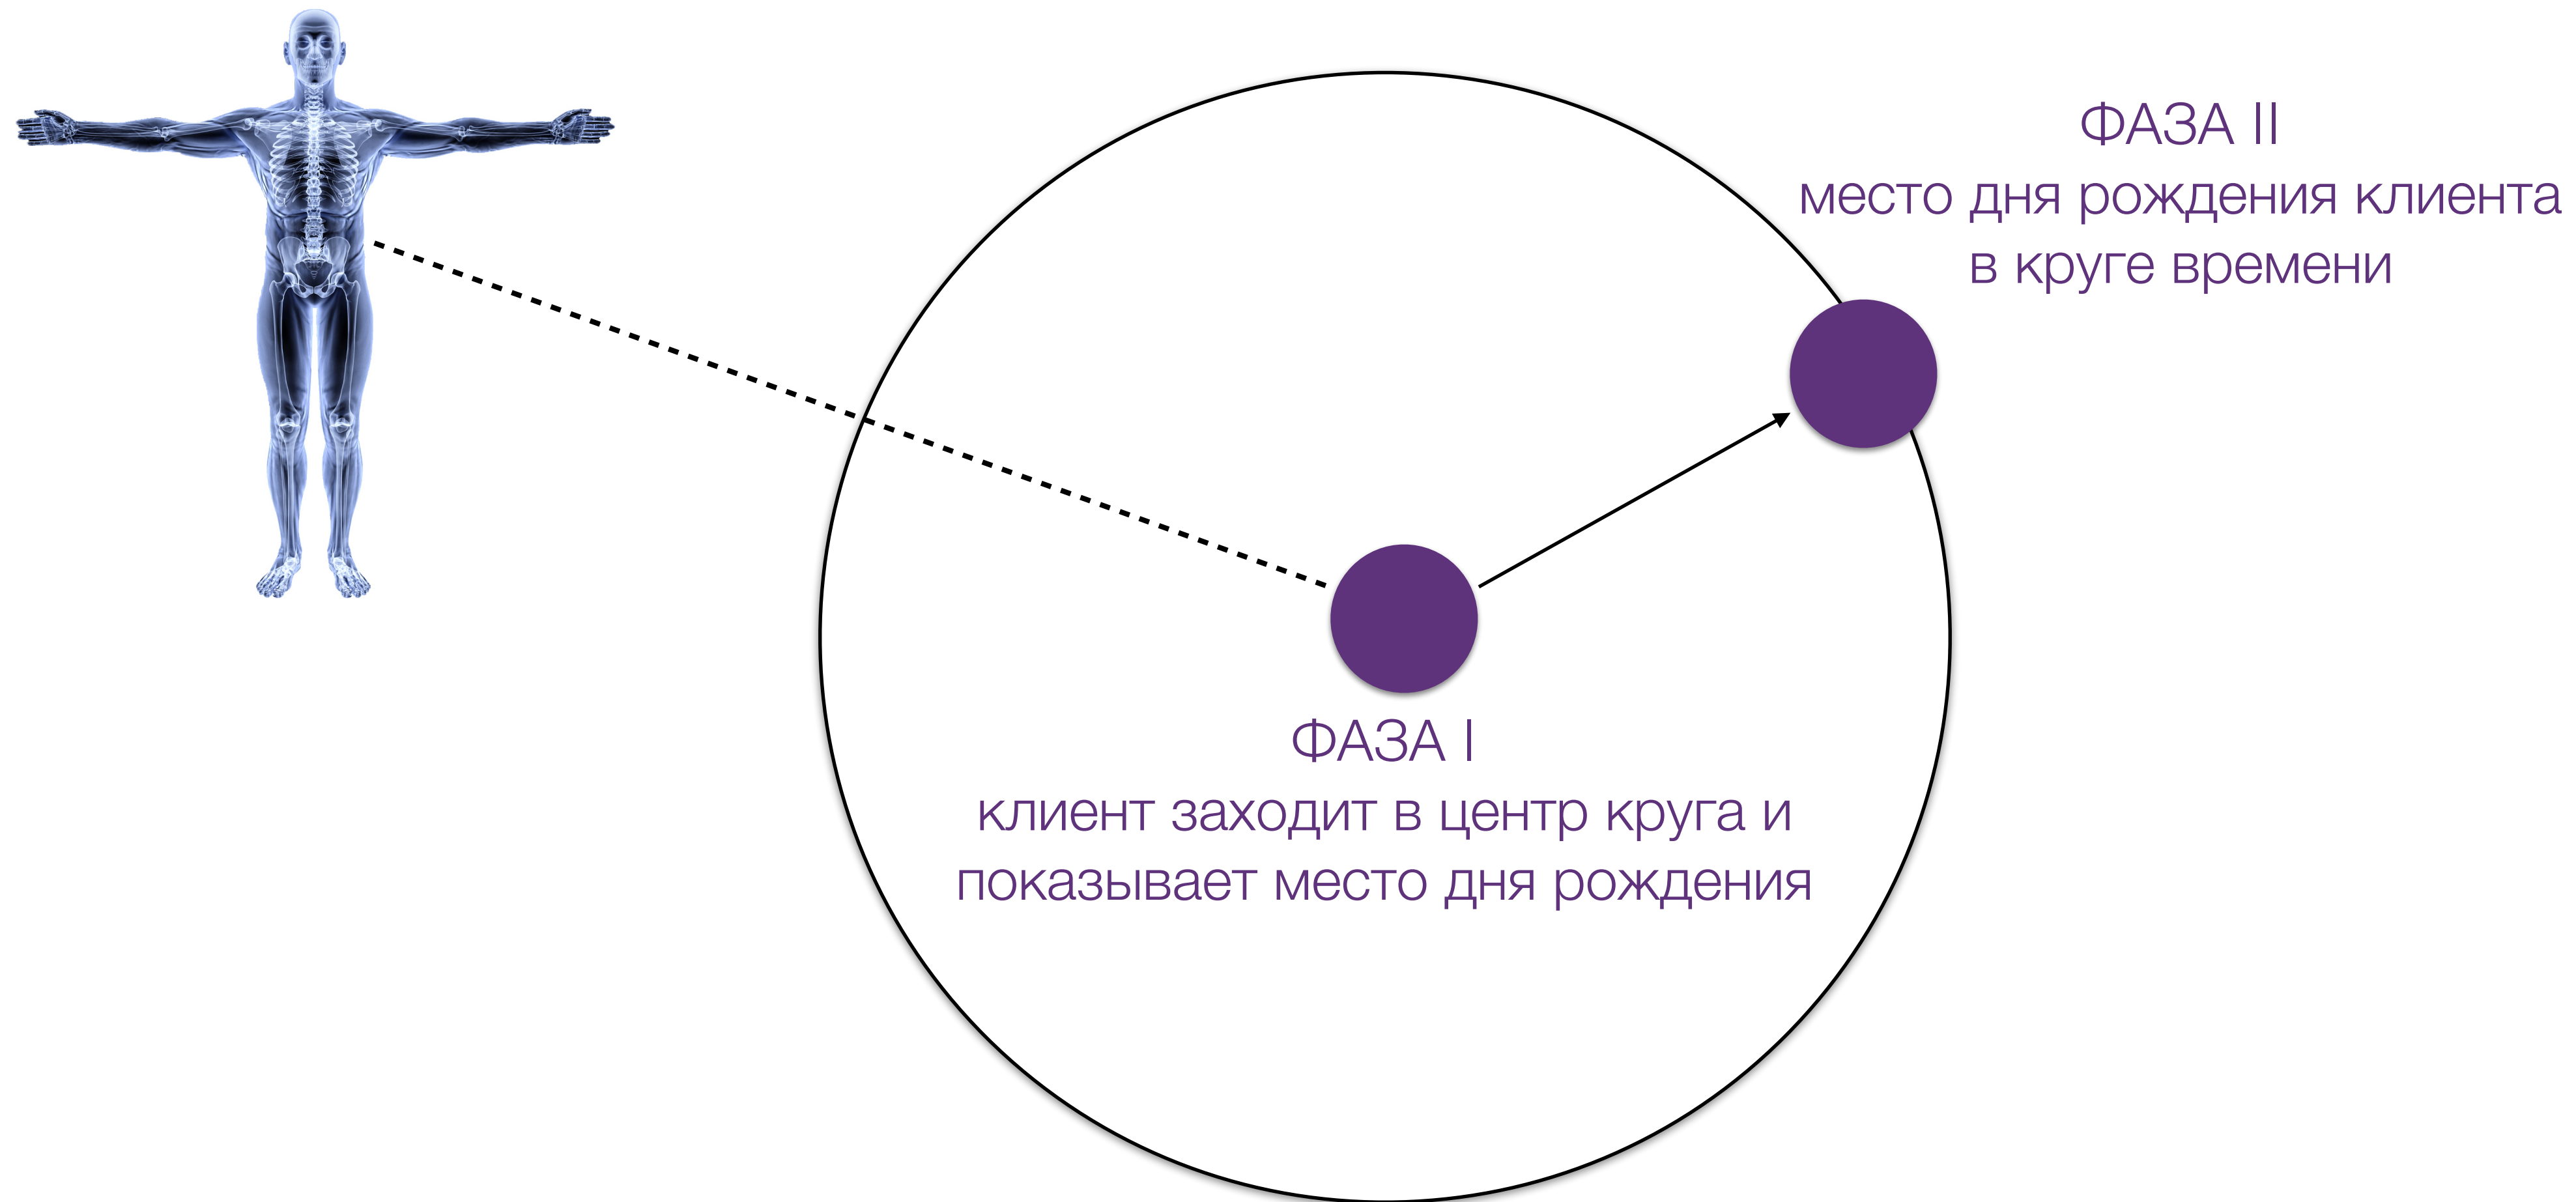 ФАЗА II
место дня рождения клиента
в круге времени
ФАЗА I
клиент заходит в центр круга и
показывает место дня рождения